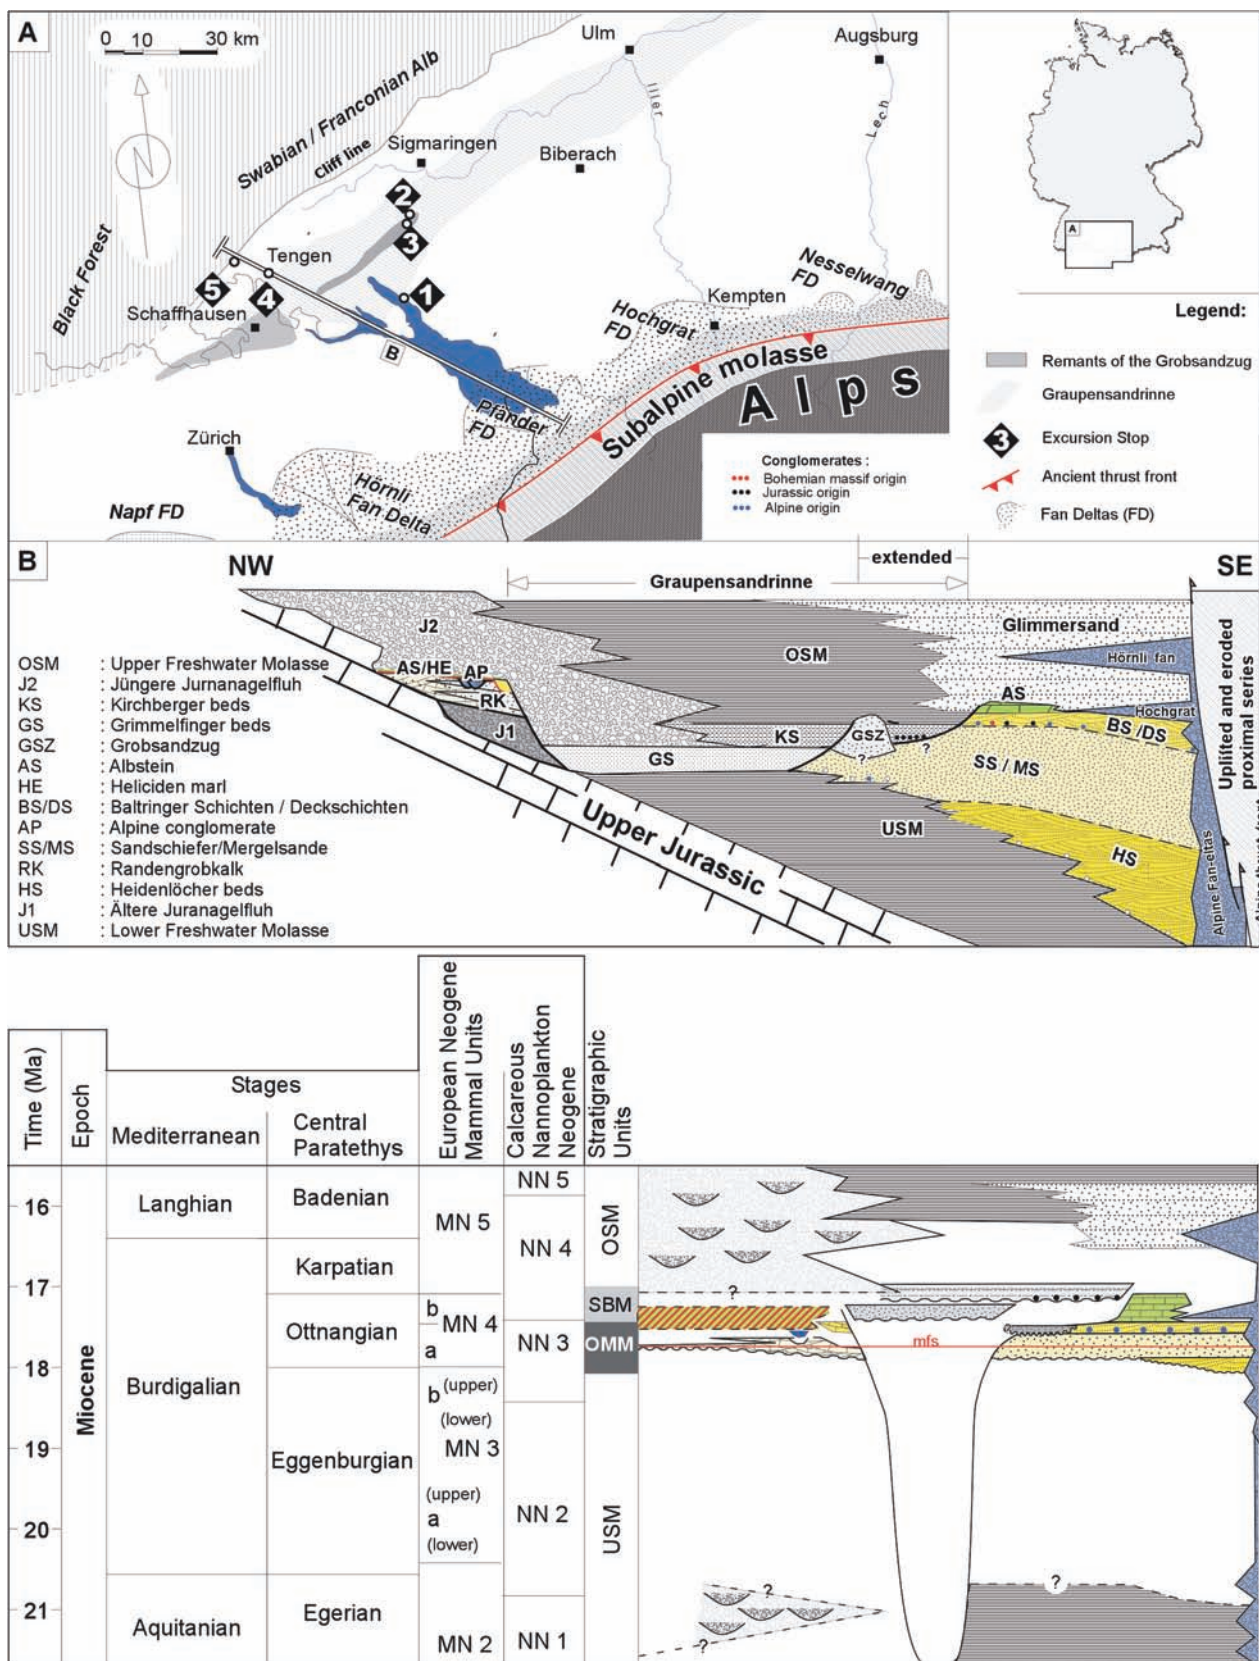 A
0 10 30 km
Ulm
Augsburg
Iller
Lech
Swabian / Franconian Alb
Cliff line
Sigmaringen
Biberach
Black Forest
2
3
Tengen
5
4
1
Schaffhausen
B
Nesselwang
FD
Kempten
Hochgrat
FD
Subalpine molasse
Alps
Pfänder
FD
Zürich
Hörnli
Fan Delta
Napf FD
Conglomerates :
Bohemian massif origin
Jurassic origin
Alpine origin
A
Legend:
Remants of the Grobsandzug
Graupensandrinne
3 Excursion Stop
Ancient thrust front
Fan Deltas (FD)
B
NW
extended
SE
Graupensandrinne
OSM : Upper Freshwater Molasse
J2 : Jüngere Jurnanagelfluh
KS : Kirchberger beds
GS : Grimmelfinger beds
GSZ : Grobsandzug
AS : Albstein
HE : Heliciden marl
BS/DS : Baltringer Schichten / Deckschichten
AP : Alpine conglomerate
SS/MS : Sandschiefer/Mergelsande
RK : Randengrobkalk
HS : Heidenlöcher beds
J1 : Ältere Juranagelfluh
USM : Lower Freshwater Molasse
J2
AS/HE
AP
RK
J1
OSM
Glimmersand
Hörnli fan
AS
Hochgrat
KS
GSZ
?
?
BS /DS
GS
SS / MS
USM
HS
Upper Jurassic
Alpine Fan-eltas
Uplifted and eroded
proximal series
Time (Ma)
Epoch
Stages
Mediterranean
Central
Paratethys
European Neogene
Mammal Units
Calcareous
Nannoplankton
Neogene
Stratigraphic
Units
16
17
18
19
20
21
Miocene
Langhian
Burdigalian
Aquitanian
Badenian
Karpatian
Ottnangian
Eggenburgian
Egerian
MN 5
b
MN 4
a
b (upper)
(lower)
MN 3
(upper)
a
(lower)
MN 2
NN 5
NN 4
NN 3
NN 2
NN 1
OSM
SBM
OMM
USM
?
mfs
?
?
?